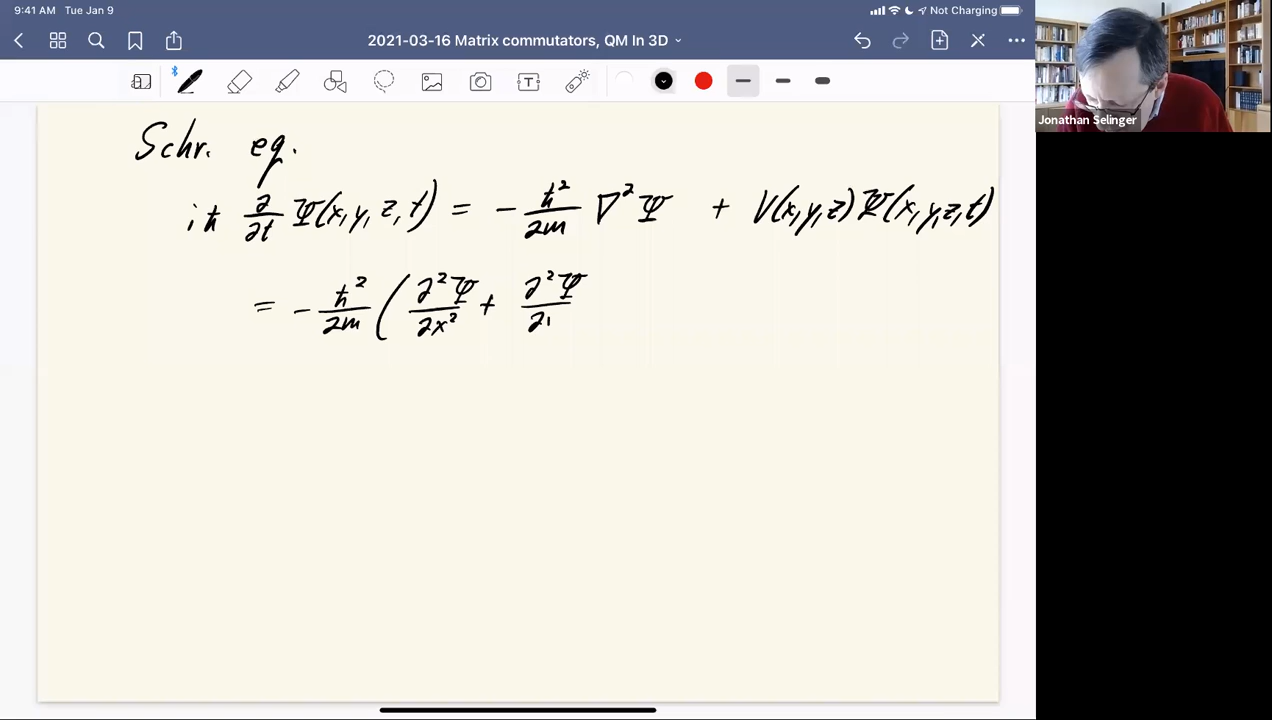 9:41 AM Tue Jan 9
Not Charging
2021-03-16 Matrix commutators, QM In 3D
Jonathan Selinger
Schr. eq.
iħ ∂/∂t Ψ(x, y, z, t) = - ħ²/2m ∇²Ψ + V(x,y,z)Ψ(x,y,z,t)
= - ħ²/2m ( ∂²Ψ/∂x² + ∂²Ψ/∂